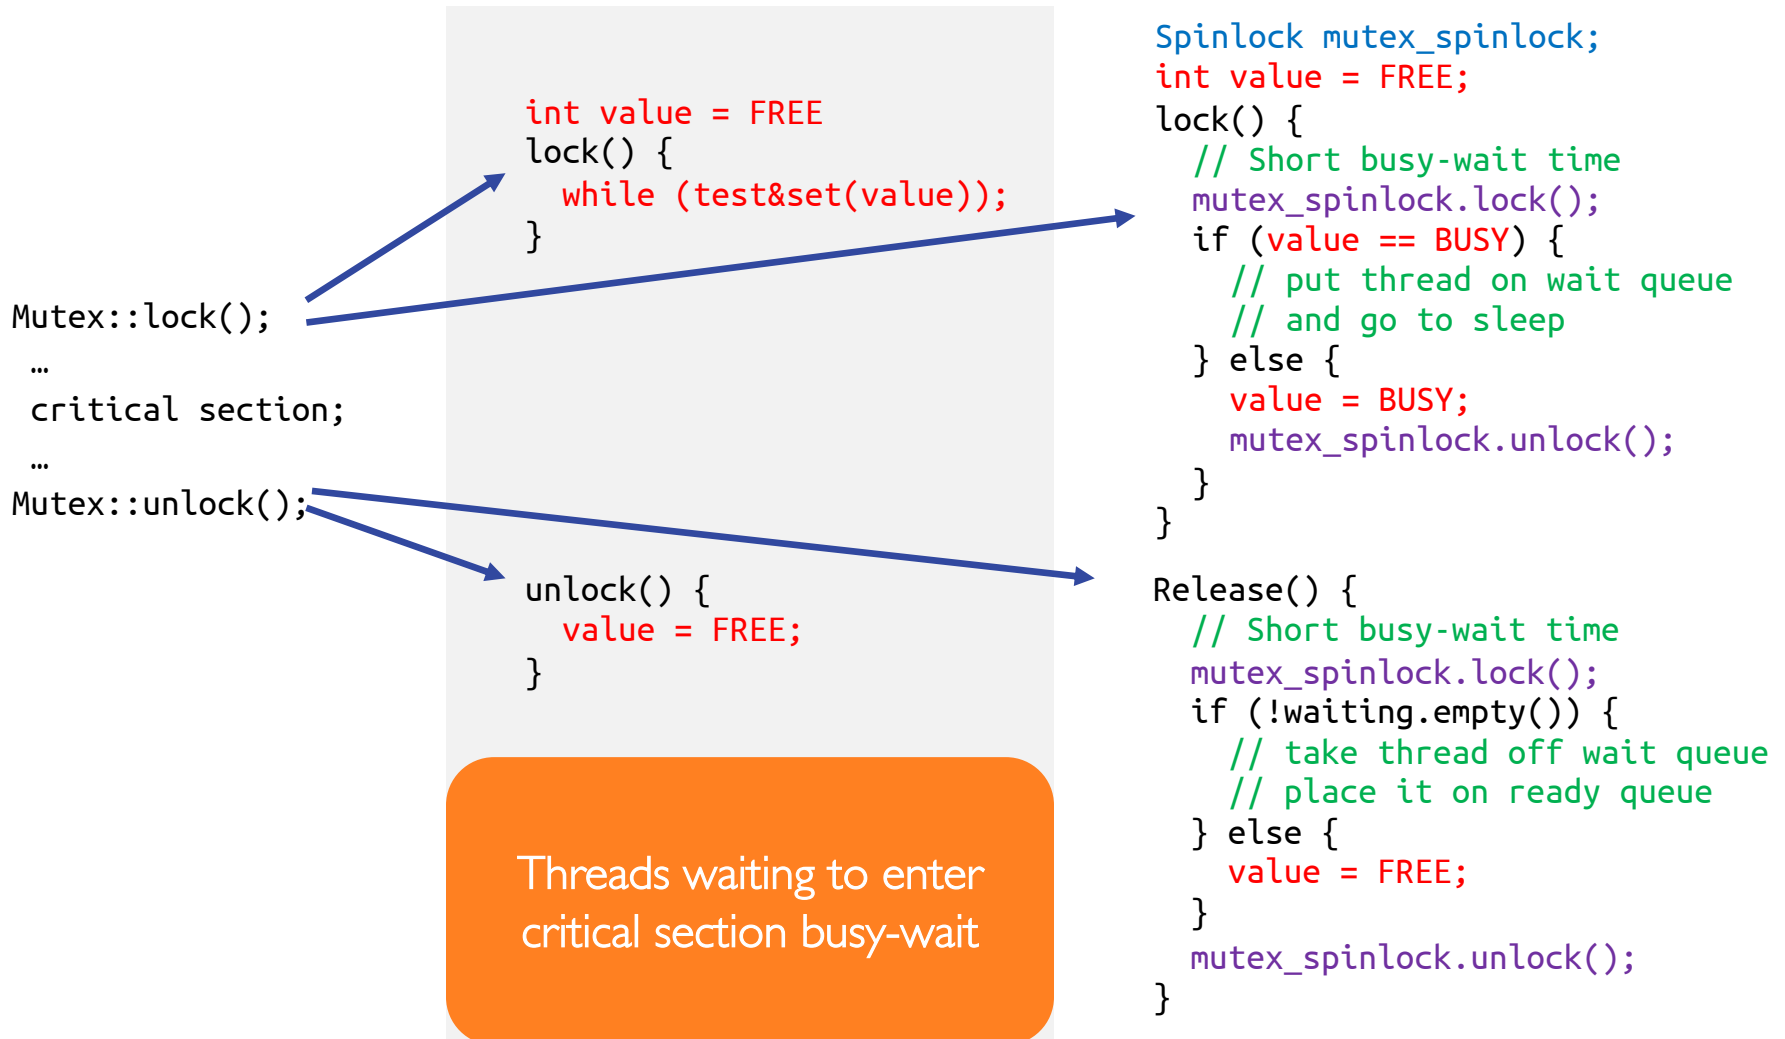 Mutex::lock();
…
critical section;
…
Mutex::unlock();
int value = FREE
lock() {
while (test&set(value));
}
unlock() {
value = FREE;
}
Threads waiting to enter
critical section busy-wait
Spinlock mutex_spinlock;
int value = FREE;
lock() {
// Short busy-wait time
mutex_spinlock.lock();
if (value == BUSY) {
// put thread on wait queue
// and go to sleep
} else {
value = BUSY;
mutex_spinlock.unlock();
}
}
Release() {
// Short busy-wait time
mutex_spinlock.lock();
if (!waiting.empty()) {
// take thread off wait queue
// place it on ready queue
} else {
value = FREE;
}
mutex_spinlock.unlock();
}